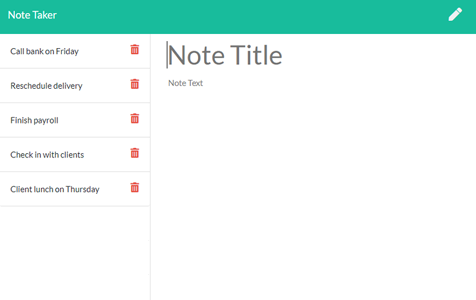 Note Taker
Call bank on Friday
Reschedule delivery
Finish payroll
Check in with clients
Client lunch on Thursday
Note Title
Note Text